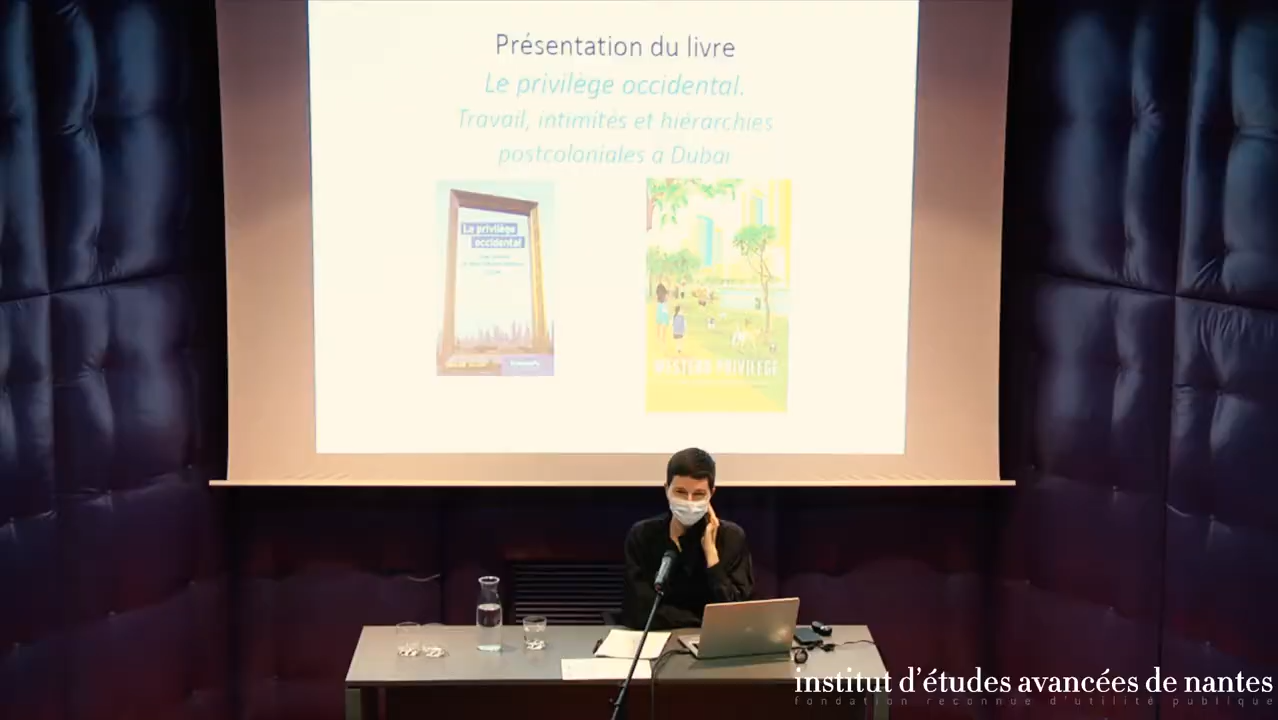 Présentation du livre
Le privilège occidental.
Travail, intimités et hiérarchies
postcoloniales à Dubai
Le privilège
occidental
WESTERN PRIVILEGE
institut d'études avancées de nantes
fondation reconnue d'utilité publique